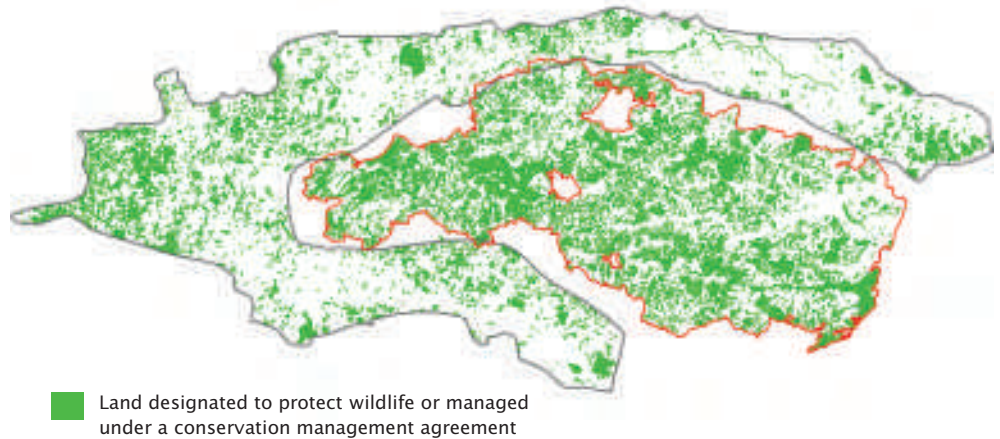 Land designated to protect wildlife or managed
under a conservation management agreement